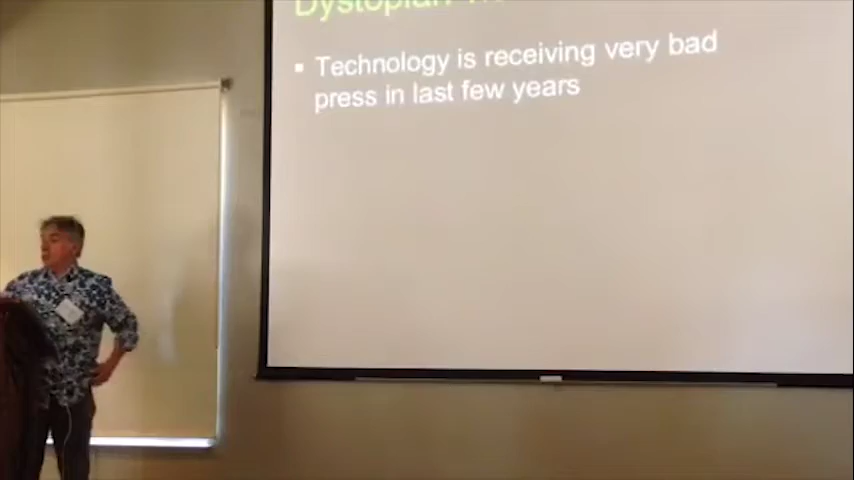 Dystopian
Technology is receiving very bad
press in last few years